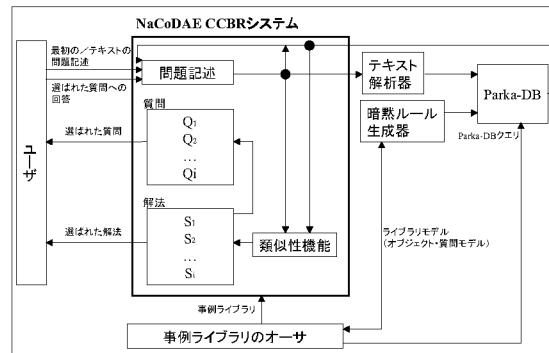 NaCoDAE CCBRシステム
最初の／テキストの
問題記述
選ばれた質問への
回答
問題記述
テキスト
解析器
Parka-DB
暗黙ルール
生成器
Parka-DBクエリ
ユーザ
質問
Q1
Q2
…
Qi
選ばれた質問
解法
S1
S2
…
Si
選ばれた解法
類似性機能
ライブラリモデル
（オブジェクト・質問モデル）
事例ライブラリ
事例ライブラリのオーサ